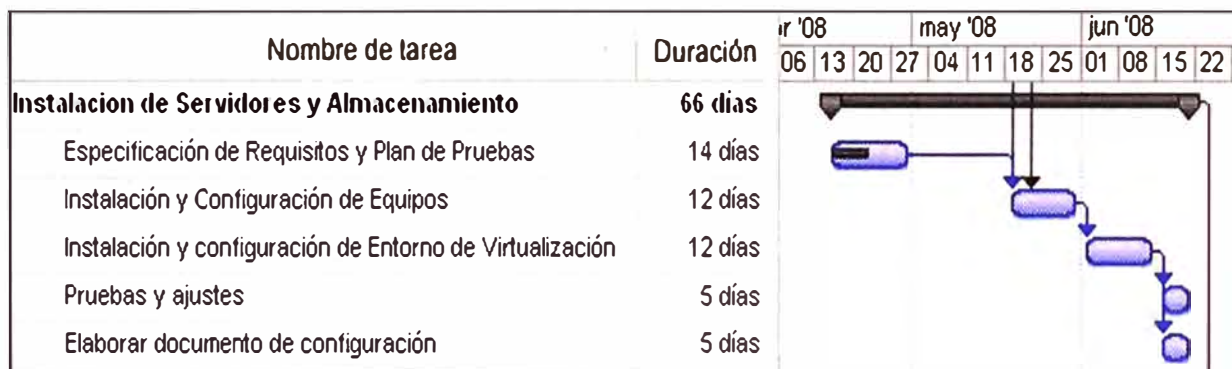 Nombre de tarea Duración r '08 may '08 jun '08
06 13 20 27 04 11 18 25 01 08 15 22
Instalacion de Servidores y Almacenamiento 66 días
Especificación de Requisitos y Plan de Pruebas 14 días
Instalación y Configuración de Equipos 12 días
Instalación y configuración de Entorno de Virtualización 12 días
Pruebas y ajustes 5 días
Elaborar documento de configuración 5 días